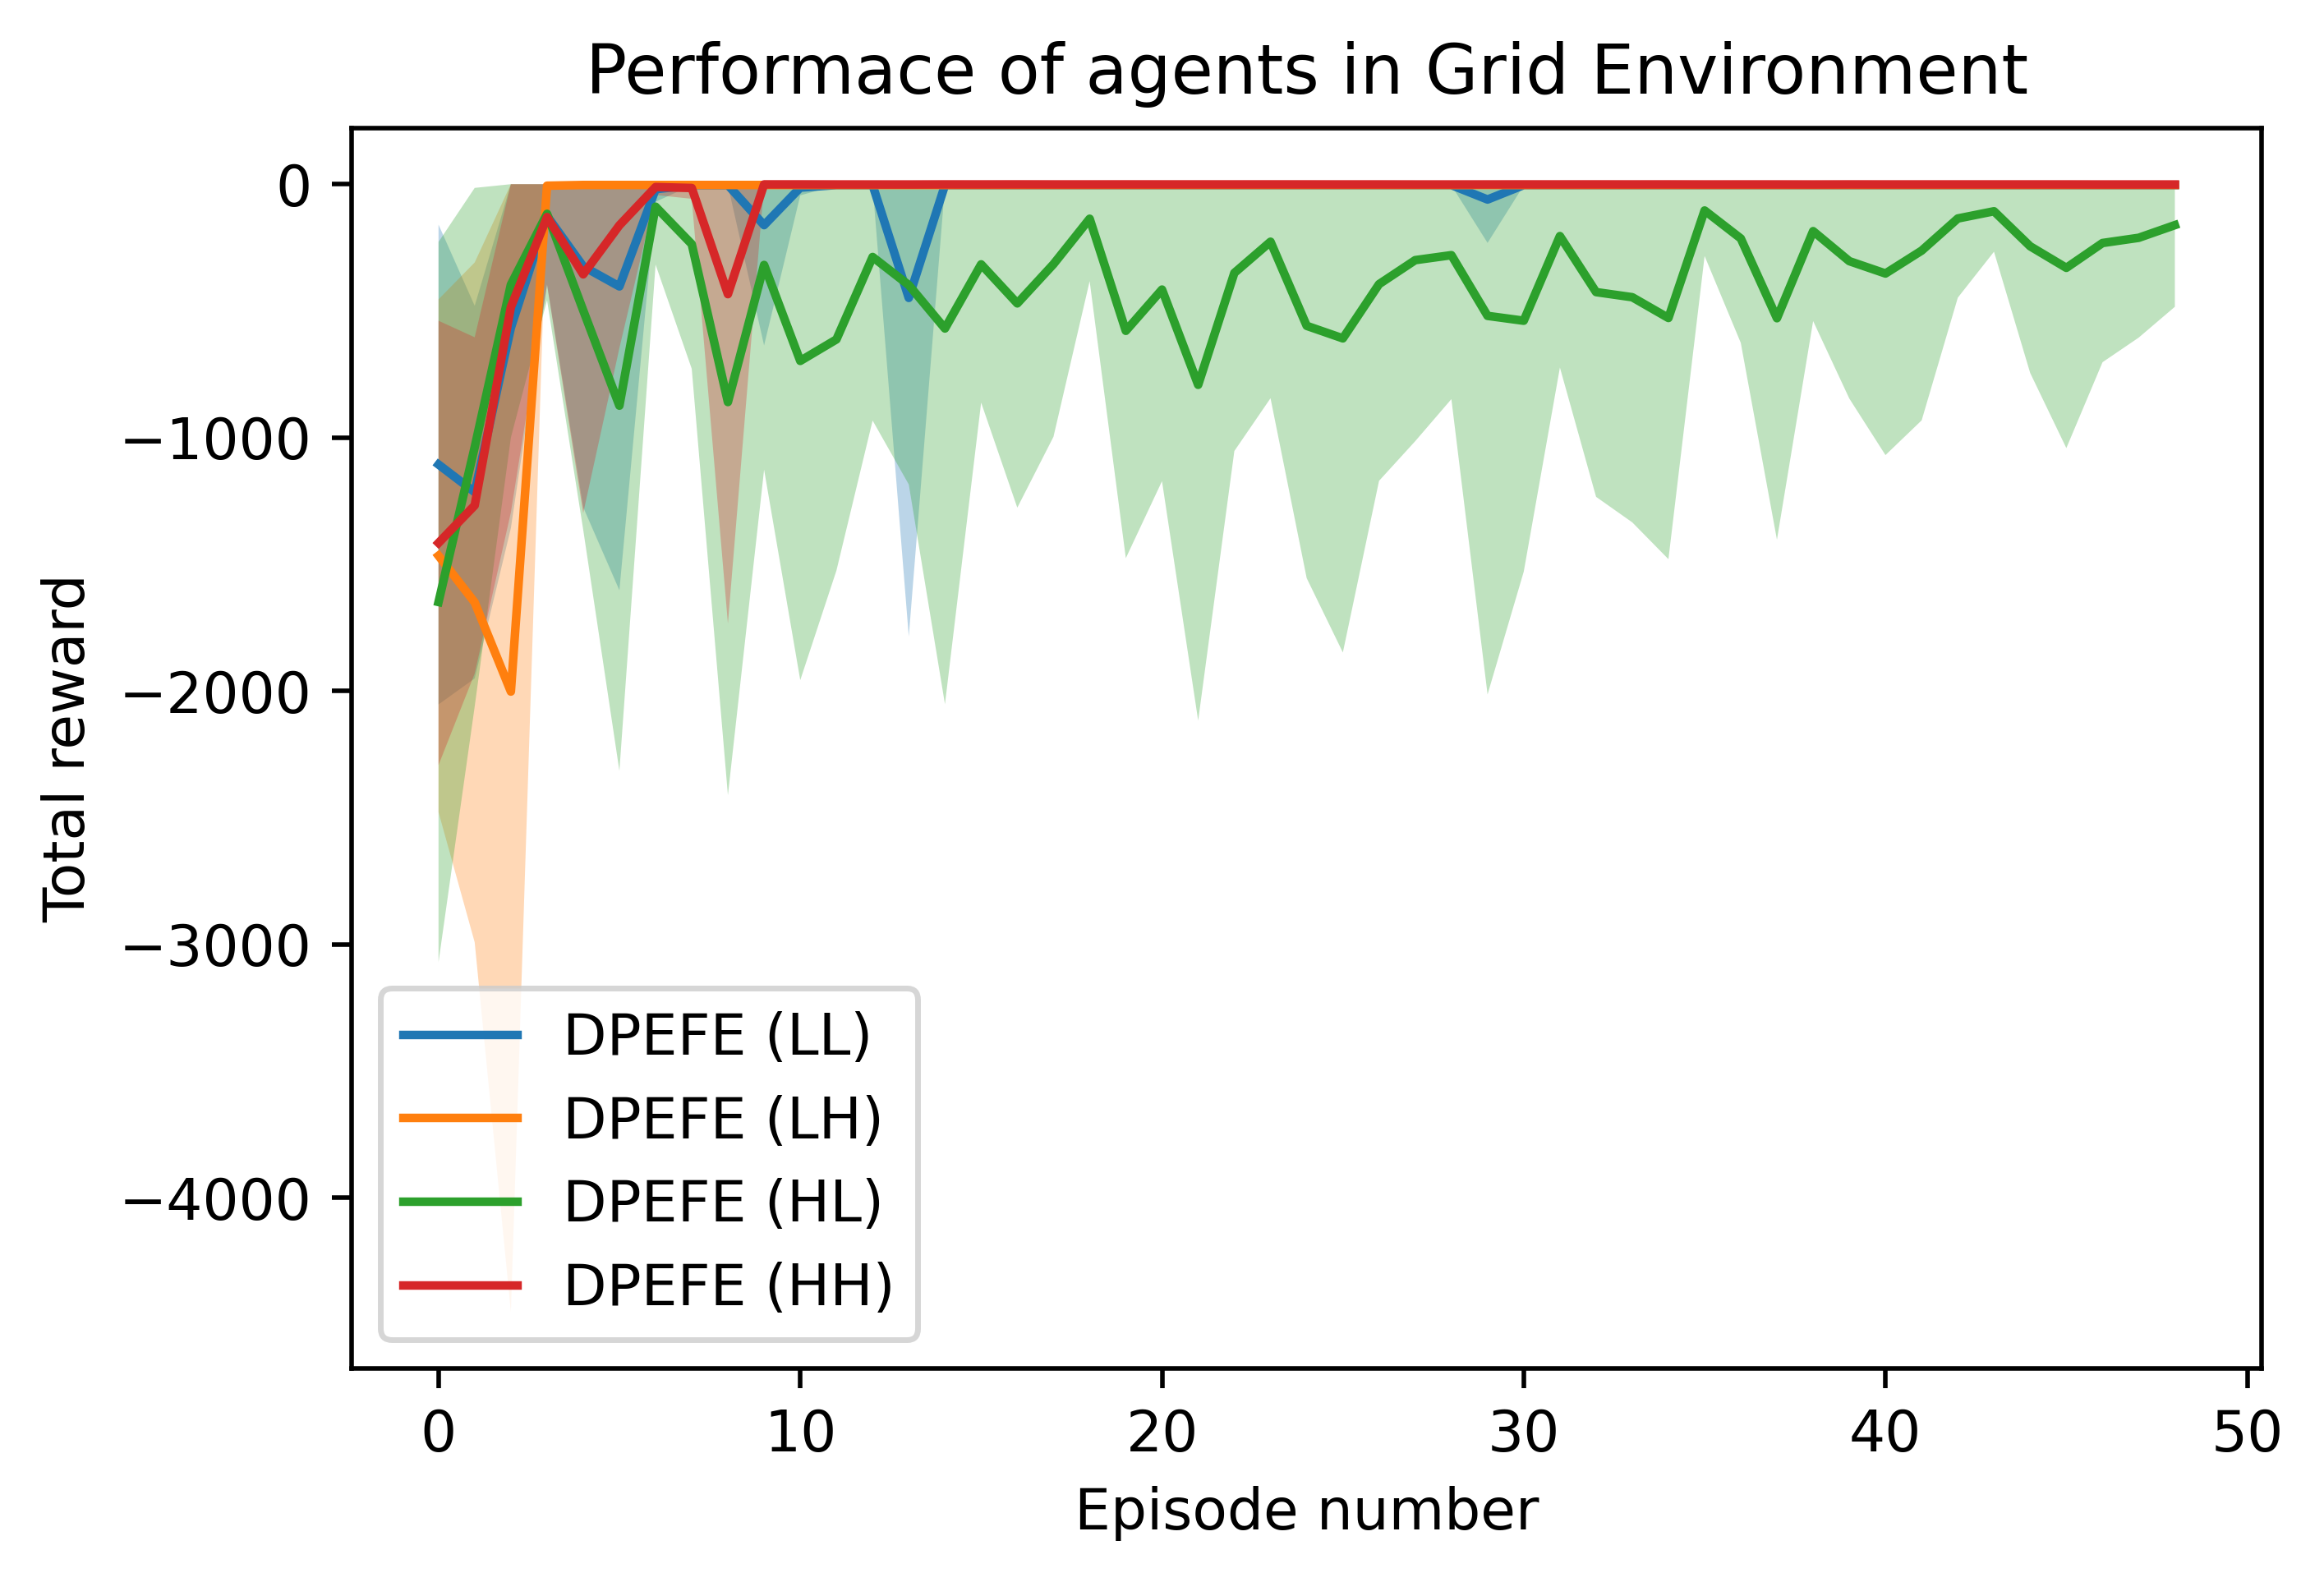 Performace of agents in Grid Environment
Total reward
0
−1000
−2000
−3000
−4000
DPEFE (LL)
DPEFE (LH)
DPEFE (HL)
DPEFE (HH)
0 10 20 30 40 50
Episode number